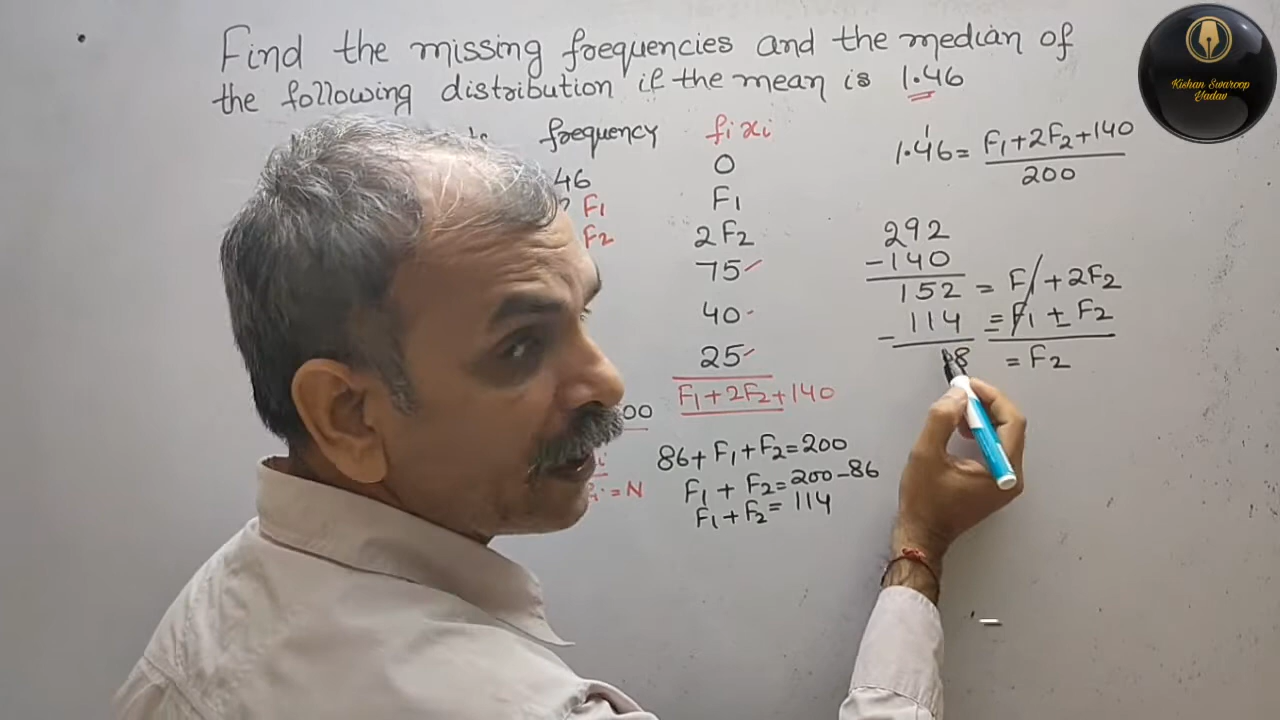 Find the missing frequencies and the median of
the following distribution if the mean is 1.46
frequency fixi
46 0
F1 F1
F2 2F2
75
40
25
00 F1+2F2+140
= N
86+F1+F2=200
F1+F2=200-86
F1+F2=114
1.46=F1+2F2+140
200
292
-140
152 = F1+2F2
-114 = F1+F2
8 = F2
Kishan Swaroop
Yadav